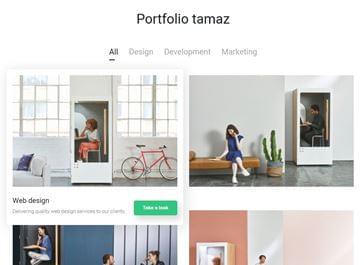 Portfolio tamaz
All Design Development Marketing
Web design
Delivering quality web design services to our clients
Take a look